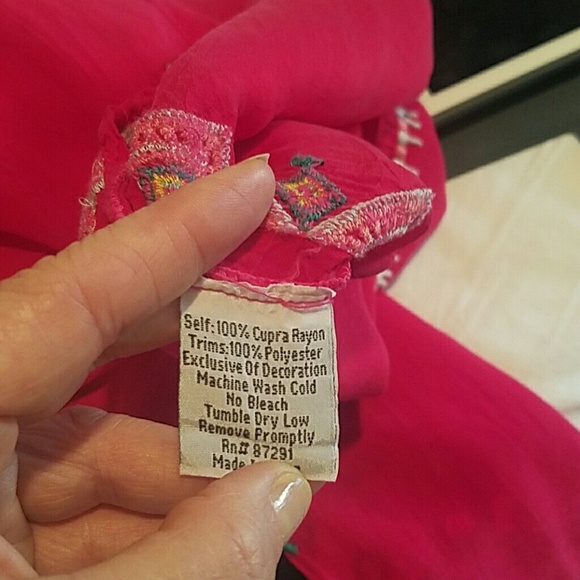 Self:100% Cupra Rayon
Trims:100% Polyester
Exclusive Of Decoration
Machine Wash Cold
No Bleach
Tumble Dry Low
Remove Promptly
Rn# 87291
Made